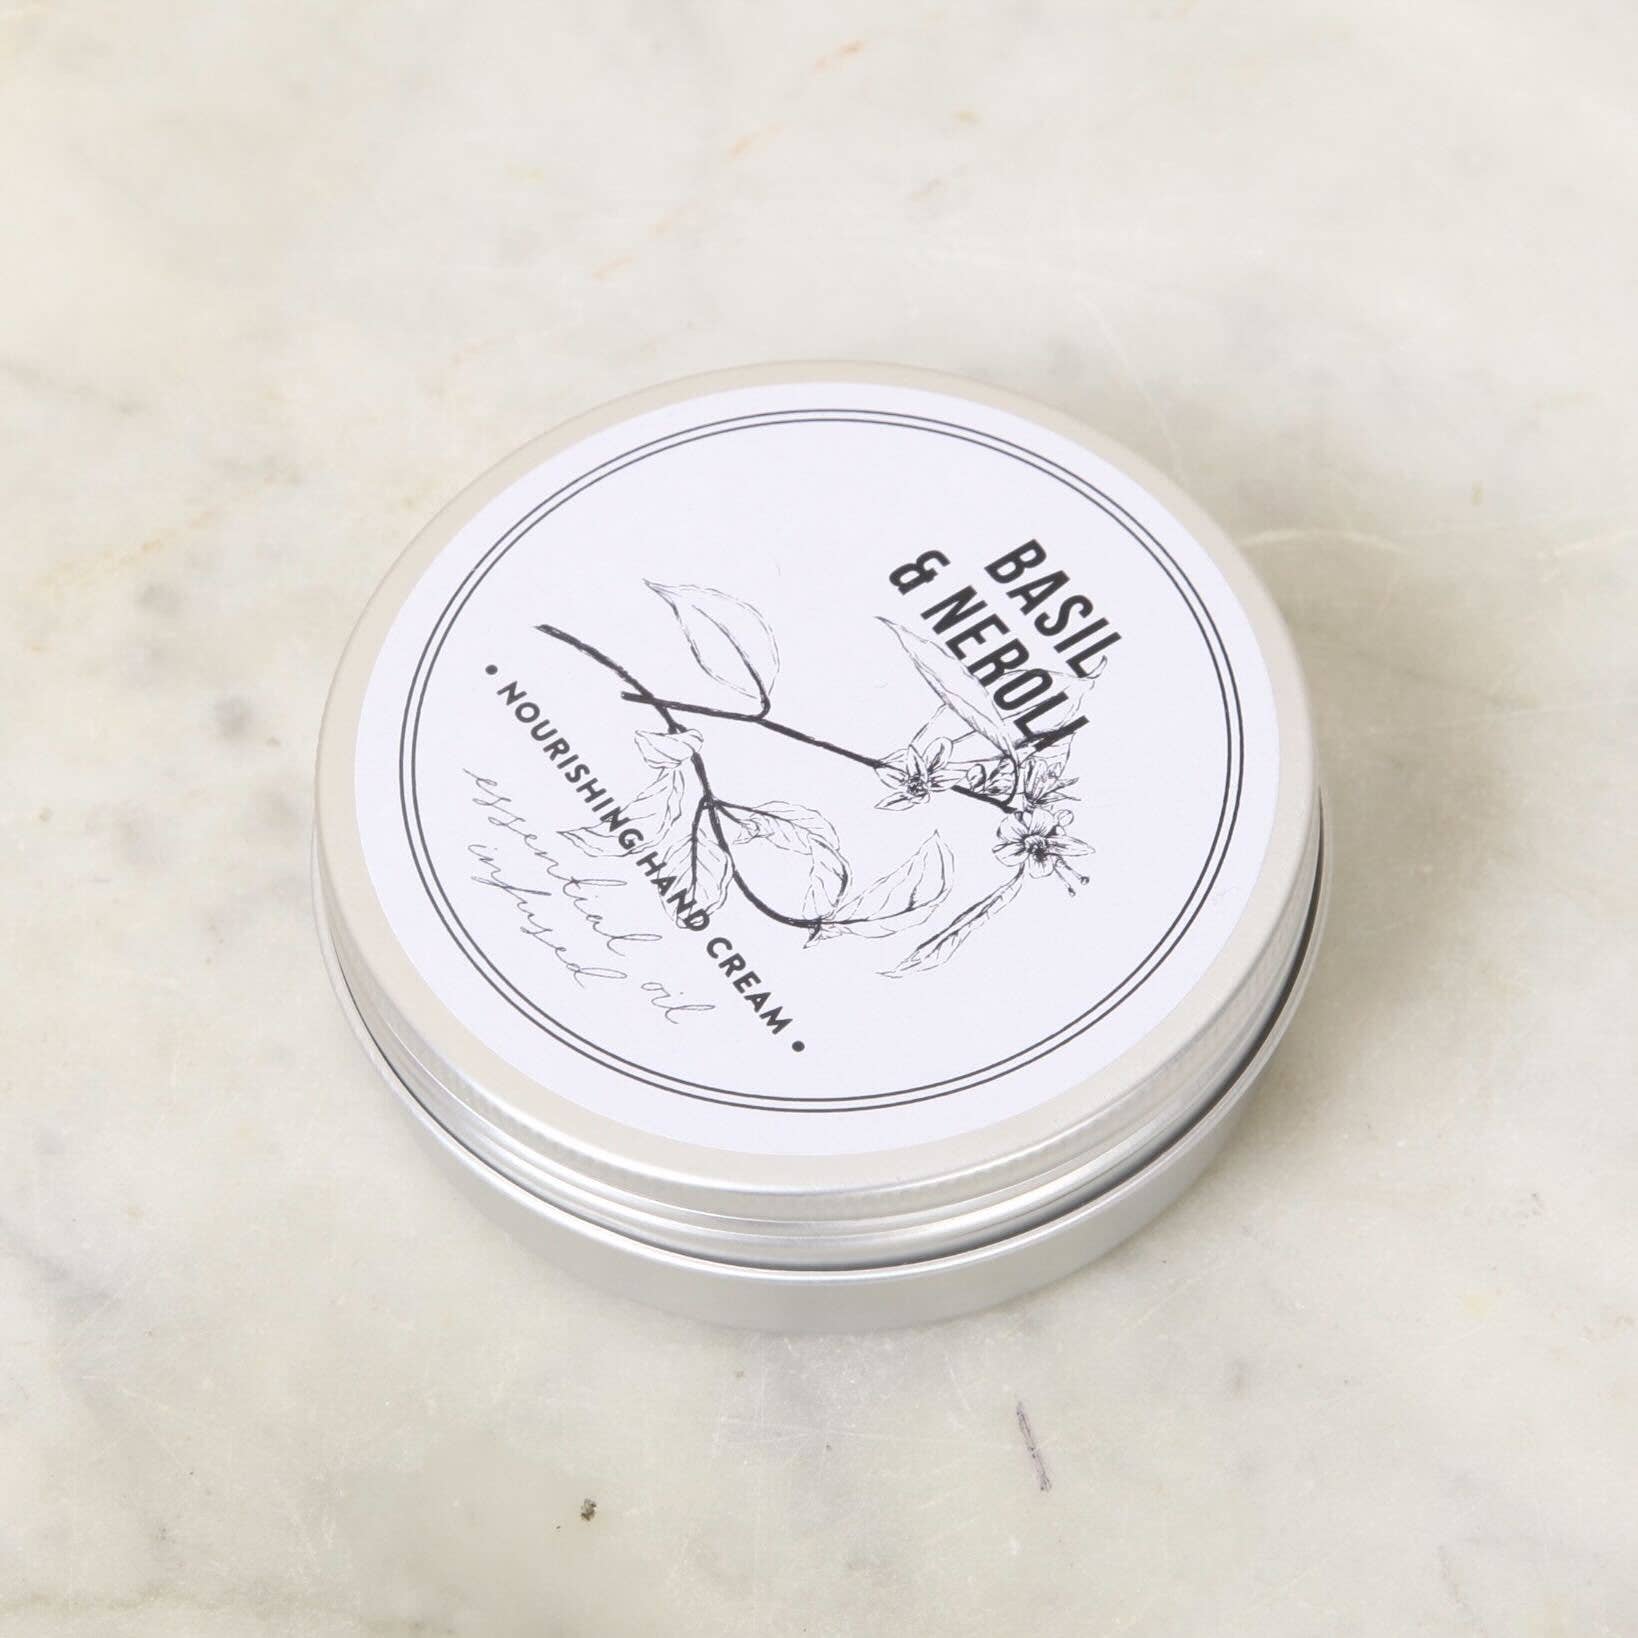 BASIL
& NEROLI
• NOURISHING HAND CREAM •
essential oil
infused